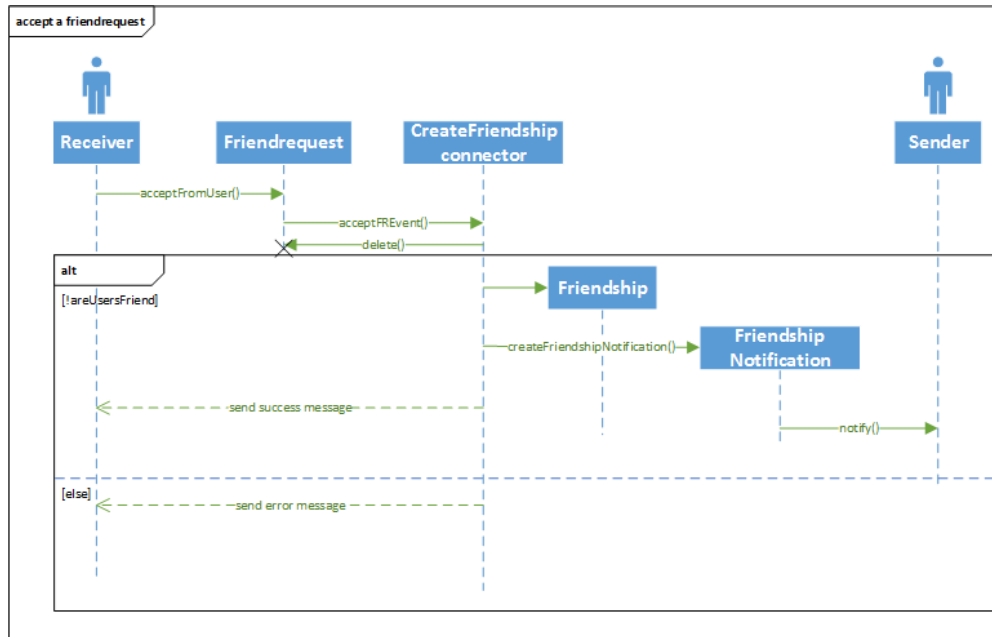 accept a friendrequest
Receiver
Friendrequest
CreateFriendship
connector
Sender
acceptFromUser()
acceptFREvent()
delete()
alt
[!areUsersFriend]
Friendship
createFriendshipNotification()
Friendship
Notification
send success message
notify()
[else]
send error message